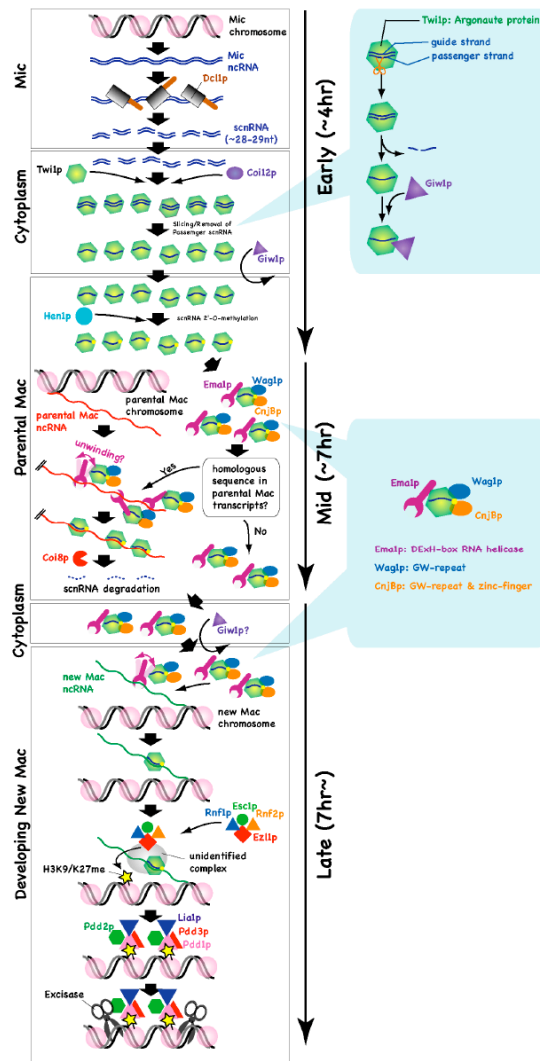 Mic
chromosome
Mic
ncRNA
Dcl1p
scnRNA
(~28-29nt)
Mic
Twi1p
Coi12p
Slicing/Removal of
Passenger scnRNA
Giw1p
Cytoplasm
Hen1p
scnRNA 2'-O-methylation
parental Mac
chromosome
parental Mac
ncRNA
Ema1p
Wag1p
CnjBp
unwinding?
Yes
homologous
sequence in
parental Mac
transcripts?
No
Coi8p
scnRNA degradation
Parental Mac
Giw1p?
Cytoplasm
new Mac
ncRNA
new Mac
chromosome
Esc1p
Rnf1p
Rnf2p
Ezl1p
unidentified
complex
H3K9/K27me
Lia1p
Pdd2p
Pdd3p
Pdd1p
Excisase
Developing New Mac
Early (~4hr)
Mid (~7hr)
Late (7hr~)
Twi1p: Argonaute protein
guide strand
passenger strand
Giw1p
Ema1p
Wag1p
CnjBp
Ema1p: DExH-box RNA helicase
Wag1p: GW-repeat
CnjBp: GW-repeat & zinc-finger